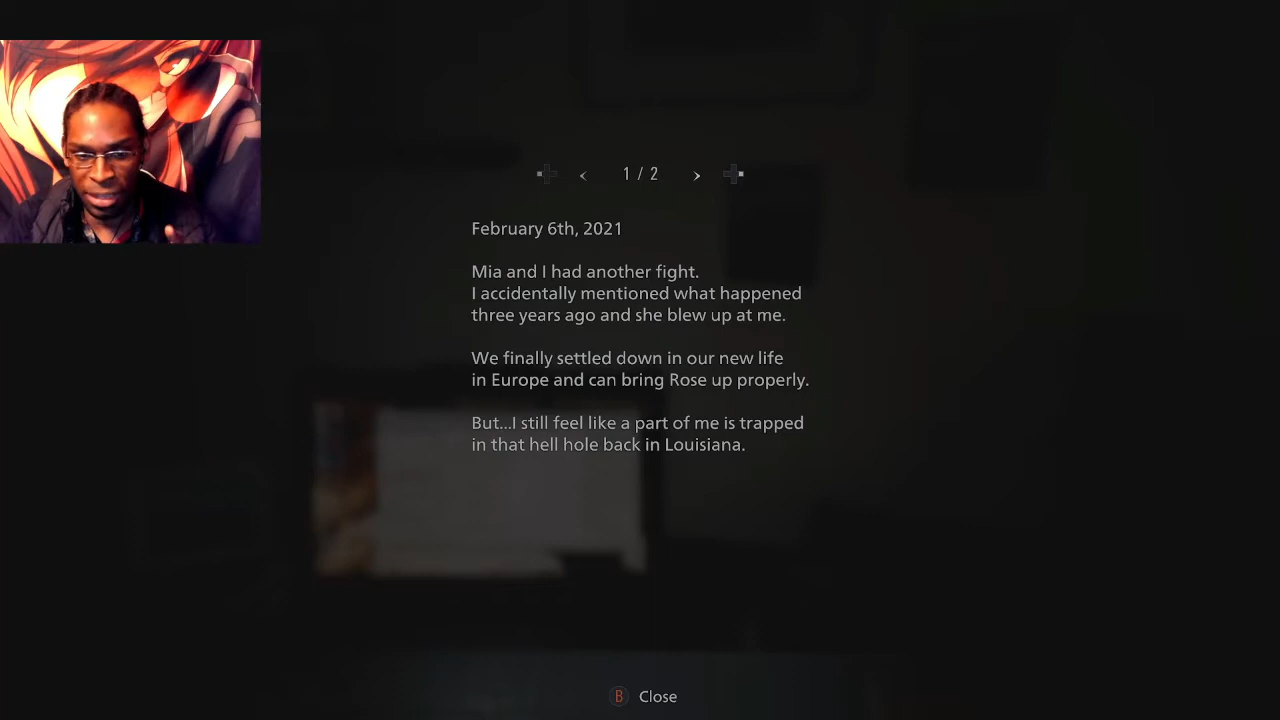 < 1 / 2 >
February 6th, 2021
Mia and I had another fight.
I accidentally mentioned what happened
three years ago and she blew up at me.
We finally settled down in our new life
in Europe and can bring Rose up properly.
But...I still feel like a part of me is trapped
in that hell hole back in Louisiana.
B Close